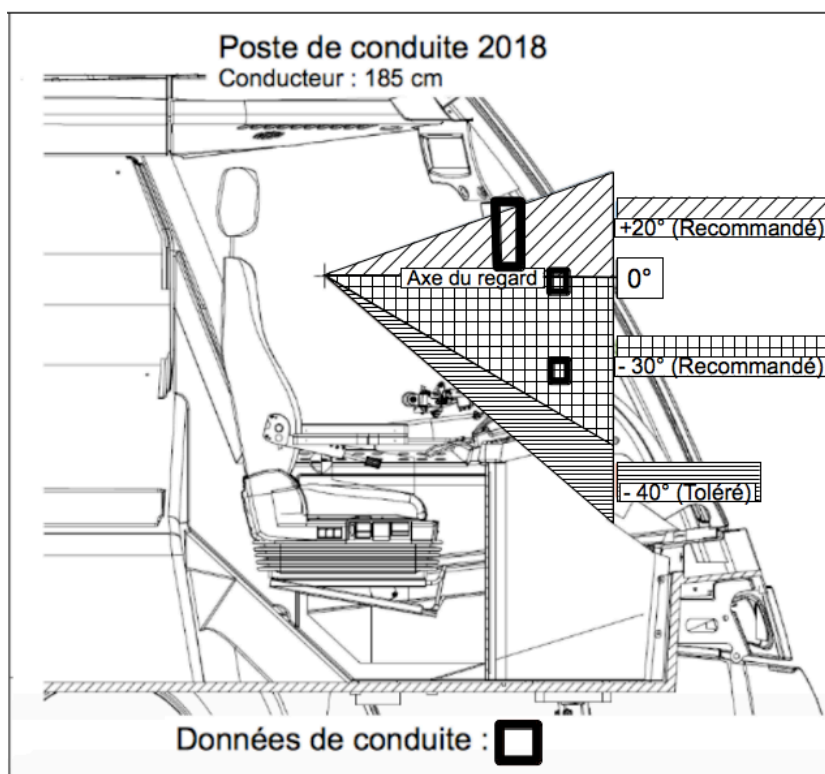 Poste de conduite 2018
Conducteur : 185 cm
+20° (Recommandé)
Axe du regard
0°
- 30° (Recommandé)
- 40° (Toléré)
Données de conduite :